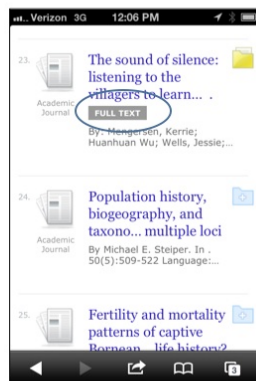 Verizon 3G 12:06 PM
23.
The sound of silence:
listening to the
villagers to learn... .
Academic
Journal
FULL TEXT
By: Mengersen, Kerrie;
Huanhuan Wu; Wells, Jessie;...
24.
Population history,
biogeography, and
taxono... multiple loci
Academic
Journal
By Michael E. Steiper. In .
50(5):509-522 Language:...
25.
Fertility and mortality
patterns of captive
Bornean... life history?
3